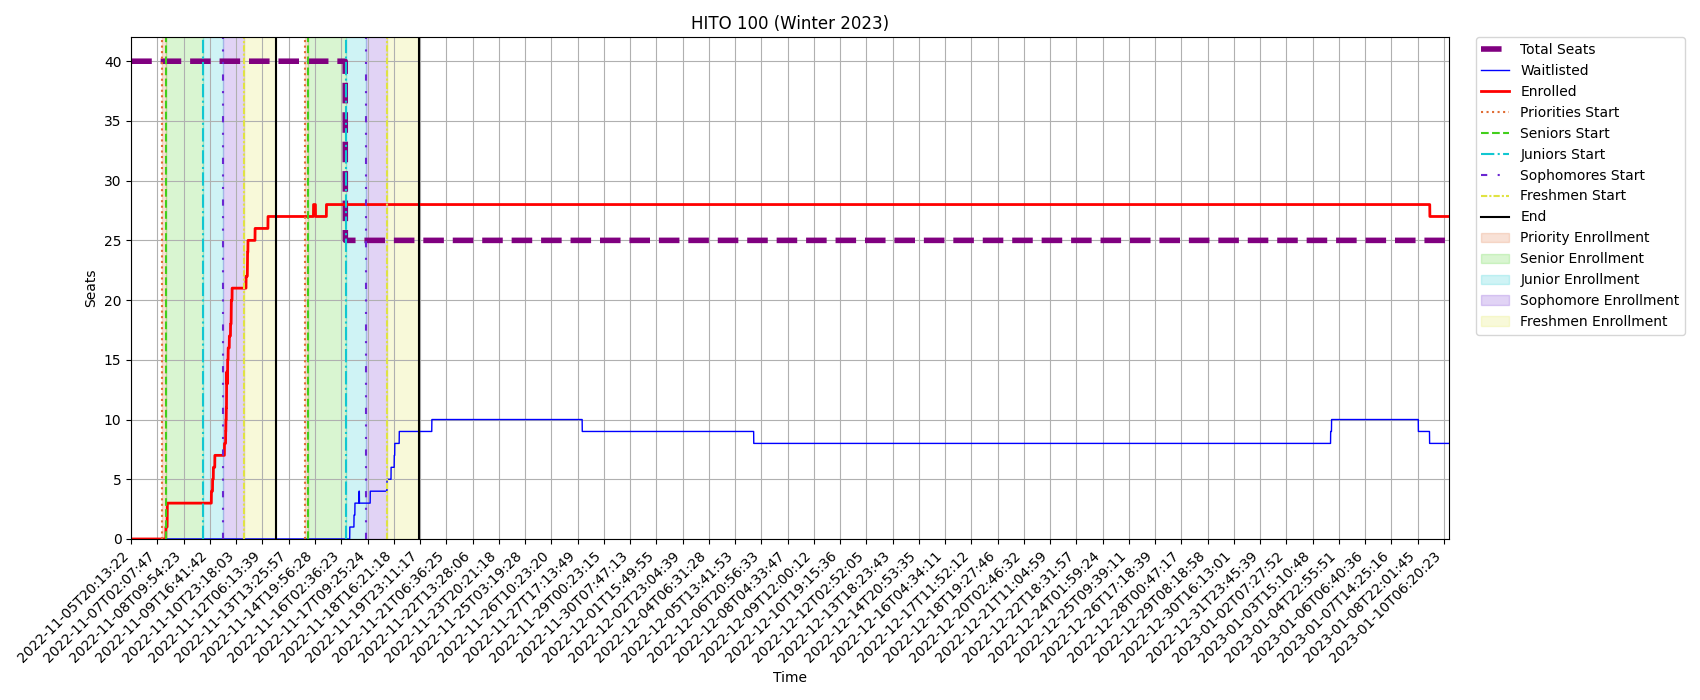 HITO 100 (Winter 2023)
Seats
40
35
30
25
20
15
10
5
0
2022-11-05T20:13:22
2022-11-07T02:07:47
2022-11-08T09:54:23
2022-11-09T16:41:42
2022-11-10T23:18:03
2022-11-12T06:13:39
2022-11-13T13:25:57
2022-11-14T19:56:28
2022-11-16T02:36:23
2022-11-17T09:25:24
2022-11-18T16:21:18
2022-11-19T23:11:17
2022-11-21T06:36:25
2022-11-22T13:28:06
2022-11-23T20:21:18
2022-11-25T03:19:28
2022-11-26T10:23:20
2022-11-27T17:13:49
2022-11-29T00:23:15
2022-11-30T07:47:13
2022-12-01T15:49:55
2022-12-02T23:04:39
2022-12-04T06:31:28
2022-12-05T13:41:53
2022-12-06T20:56:33
2022-12-08T04:33:47
2022-12-09T12:00:12
2022-12-10T19:15:36
2022-12-12T02:52:05
2022-12-13T18:23:43
2022-12-14T20:53:35
2022-12-16T04:34:11
2022-12-17T11:52:12
2022-12-18T19:27:46
2022-12-20T02:46:32
2022-12-21T11:04:59
2022-12-22T18:31:57
2022-12-24T01:59:24
2022-12-25T09:39:11
2022-12-26T17:18:39
2022-12-28T00:47:17
2022-12-29T08:18:58
2022-12-30T16:13:01
2022-12-31T23:45:39
2023-01-02T07:27:52
2023-01-03T15:10:48
2023-01-04T22:55:51
2023-01-06T06:40:36
2023-01-07T14:25:16
2023-01-08T22:01:45
2023-01-10T06:20:23
Time
Total Seats
Waitlisted
Enrolled
Priorities Start
Seniors Start
Juniors Start
Sophomores Start
Freshmen Start
End
Priority Enrollment
Senior Enrollment
Junior Enrollment
Sophomore Enrollment
Freshmen Enrollment